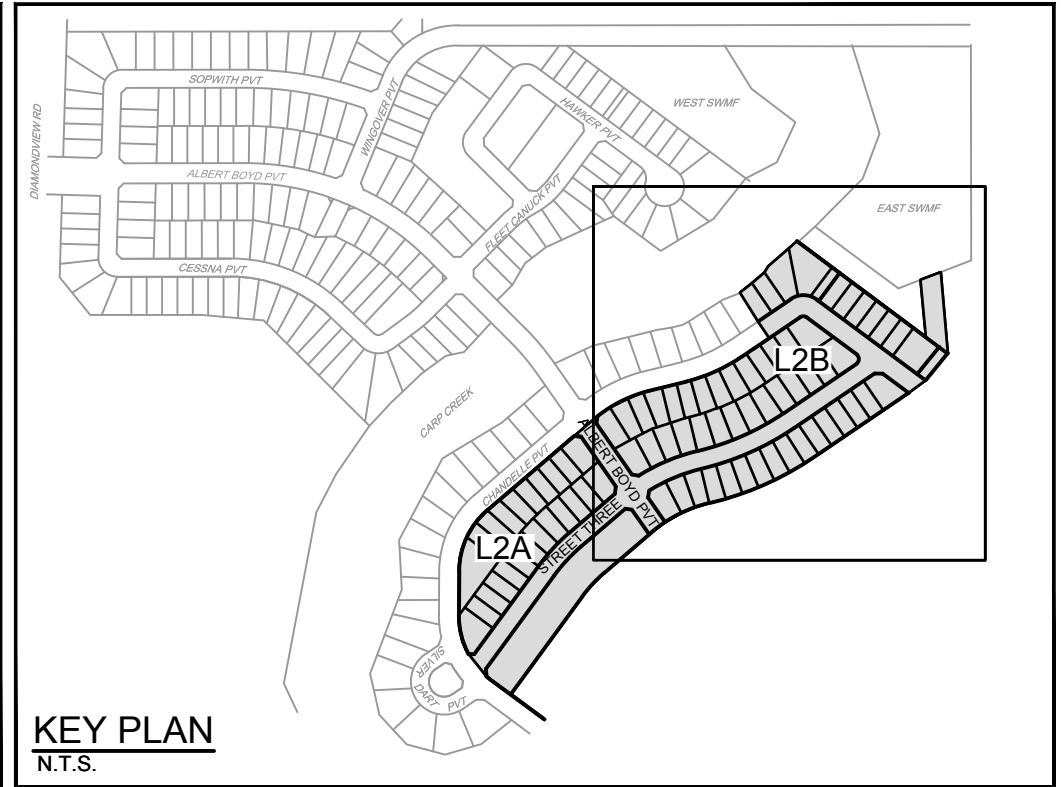 SOPWITH PVT
WINGOVER PVT
HAWKER PVT
WEST SWMF
DIAMONDVIEW RD
ALBERT BOYD PVT
FLEET CANUCK PVT
EAST SWMF
CESSNA PVT
L2B
CARP CREEK
ALBERT BOYD PVT
CHANDELLE PVT
STREET THREE
L2A
SILVER
DART PVT
KEY PLAN
N.T.S.